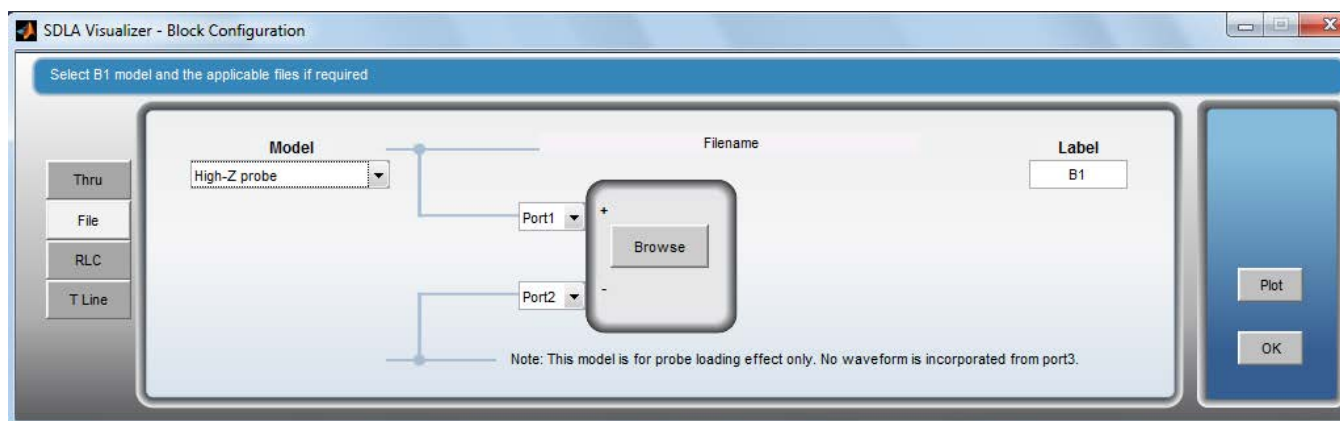 SDLA Visualizer - Block Configuration
Select B1 model and the applicable files if required
Thru
File
RLC
T Line
Model
High-Z probe
Filename
Label
B1
Port1
+
Browse
Port2
-
Note: This model is for probe loading effect only. No waveform is incorporated from port3.
Plot
OK